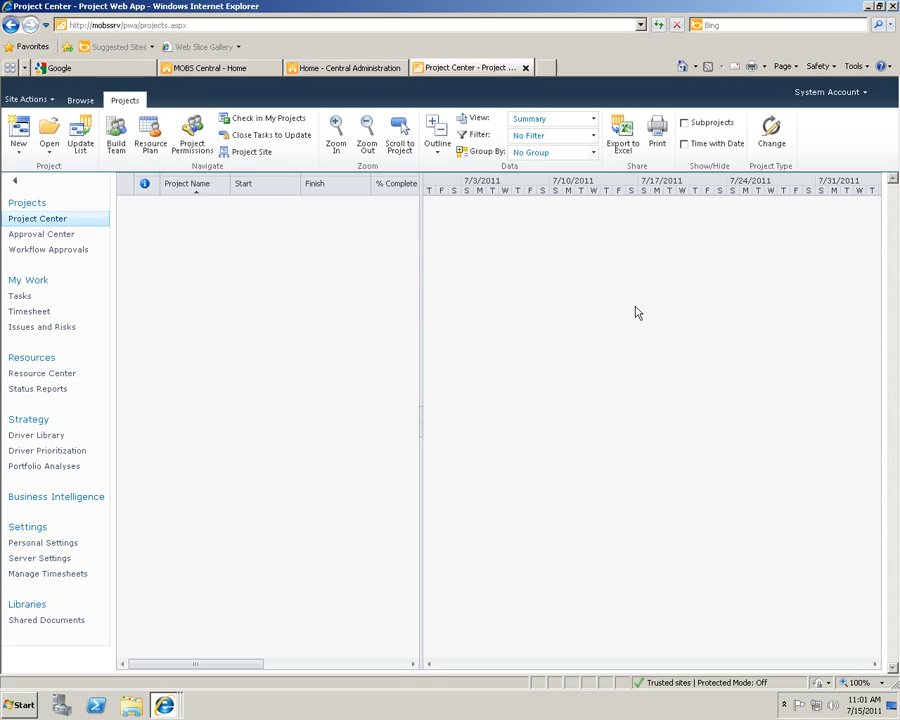 Project Center - Project Web App - Windows Internet Explorer
http://mobssrv/pwa/projects.aspx
Bing
Favorites
Suggested Sites
Web Slice Gallery
Google
MOBS Central - Home
Home - Central Administration
Project Center - Project ...
Page
Safety
Tools
Site Actions
Browse
Projects
System Account
New
Open
Update List
Project
Build Team
Resource Plan
Project Permissions
Check in My Projects
Close Tasks to Update
Project Site
Navigate
Zoom In
Zoom Out
Scroll to Project
Zoom
Outline
View:
Summary
Filter:
No Filter
Group By:
No Group
Data
Export to Excel
Print
Share
Subprojects
Time with Date
Show/Hide
Change
Project Type
Projects
Project Center
Approval Center
Workflow Approvals
My Work
Tasks
Timesheet
Issues and Risks
Resources
Resource Center
Status Reports
Strategy
Driver Library
Driver Prioritization
Portfolio Analyses
Business Intelligence
Settings
Personal Settings
Server Settings
Manage Timesheets
Libraries
Shared Documents
Project Name
Start
Finish
% Complete
7/3/2011 7/10/2011 7/17/2011 7/24/2011 7/31/2011
T F S S M T W T F S S M T W T F S S M T W T F S S M T W T F S S M T W T
Trusted sites | Protected Mode: Off
100%
Start
11:01 AM
7/15/2011